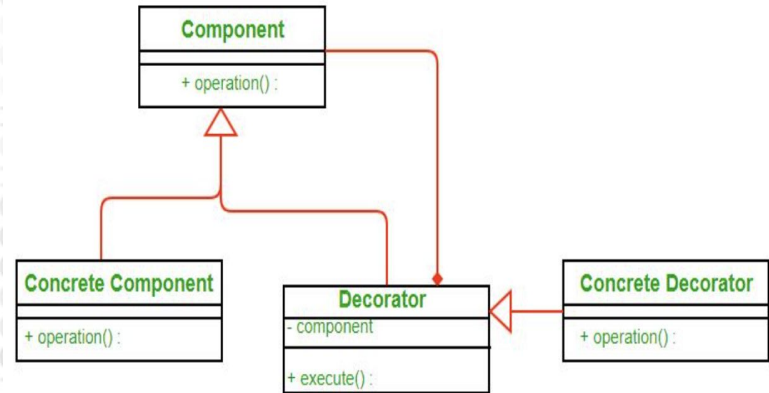 Component
+ operation() :
Concrete Component
+ operation() :
Decorator
- component
+ execute() :
Concrete Decorator
+ operation() :